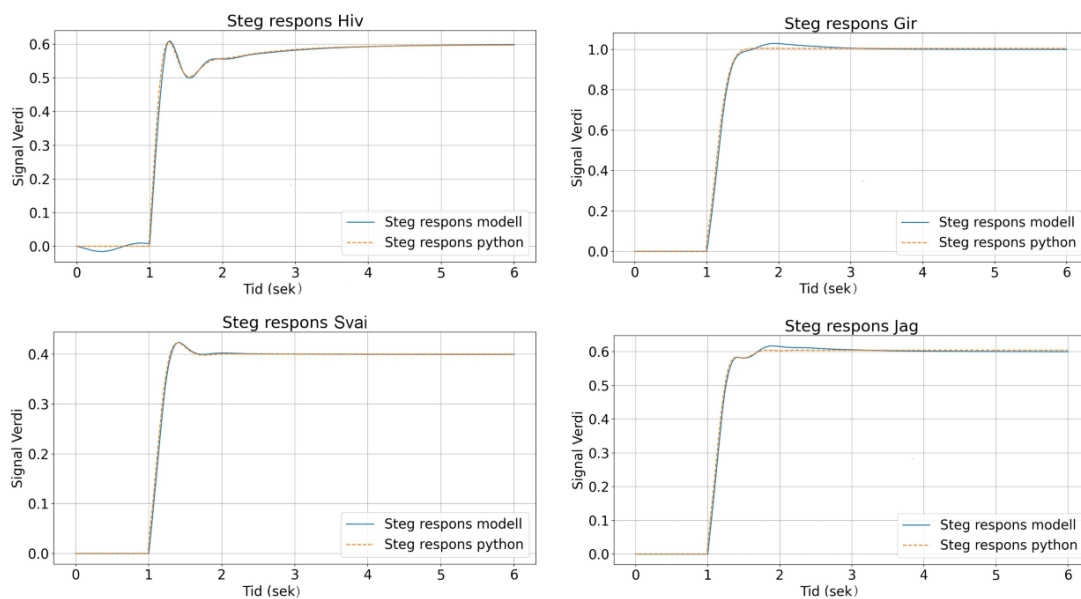 Steg respons Hiv
Signal Verdi
0.6
0.5
0.4
0.3
0.2
0.1
0.0
Steg respons modell
Steg respons python
0 1 2 3 4 5 6
Tid (sek)
Steg respons Gir
Signal Verdi
1.0
0.8
0.6
0.4
0.2
0.0
Steg respons modell
Steg respons python
0 1 2 3 4 5 6
Tid (sek)
Steg respons Svai
Signal Verdi
0.4
0.3
0.2
0.1
0.0
Steg respons modell
Steg respons python
0 1 2 3 4 5 6
Tid (sek)
Steg respons Jag
Signal Verdi
0.6
0.5
0.4
0.3
0.2
0.1
0.0
Steg respons modell
Steg respons python
0 1 2 3 4 5 6
Tid (sek)